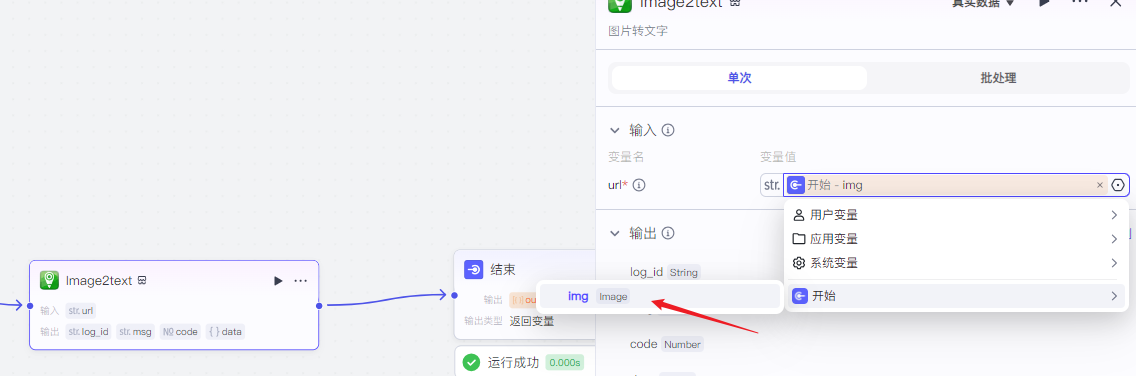 Image2text
真实数据
图片转文字
单次
批处理
输入
变量名
变量值
url*
str.
开始 - img
用户变量
应用变量
系统变量
开始
输出
log_id String
img Image
code Number
Image2text
输入 str. url
输出 str. log_id str. msg № code { } data
结束
输出 ou
输出类型 返回变量
运行成功 0.000s